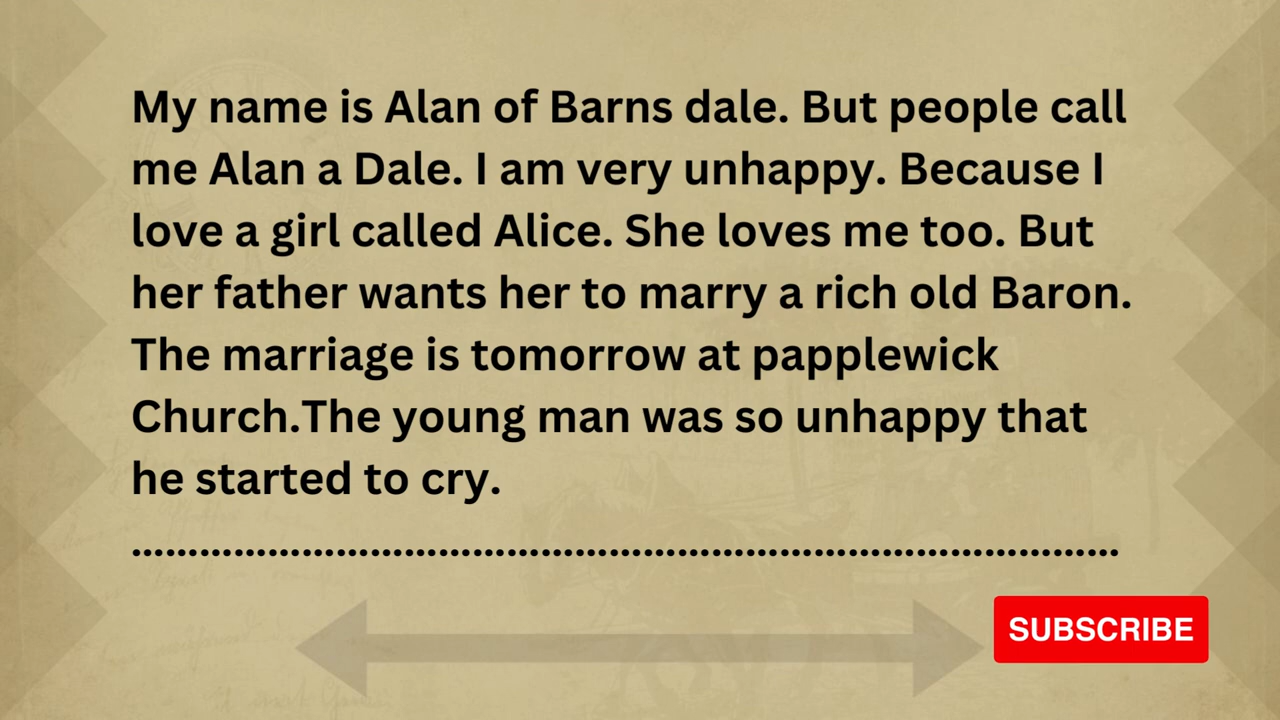 My name is Alan of Barns dale. But people call
me Alan a Dale. I am very unhappy. Because I
love a girl called Alice. She loves me too. But
her father wants her to marry a rich old Baron.
The marriage is tomorrow at papplewick
Church.The young man was so unhappy that
he started to cry.
.......................................................................................
SUBSCRIBE